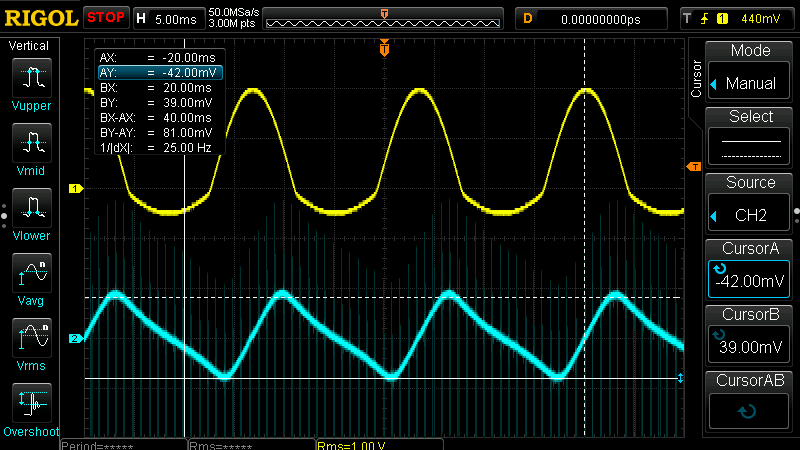 RIGOL STOP H 5.00ms 50.0MSa/s 3.00M pts T D 0.00000000ps T 1 440mV
Vertical
Vupper
Vmid
Vlower
Vavg
n
Vrms
n
Overshoot
T
AX: = -20.00ms
AY: = -42.00mV
BX: = 20.00ms
BY: = 39.00mV
BX-AX: = 40.00ms
BY-AY: = 81.00mV
1/|dX|: = 25.00 Hz
1
2
T
Cursor
Mode
Manual
Select
Source
CH2
CursorA
-42.00mV
CursorB
39.00mV
CursorAB
Period=***** Rms=***** Rms=1.00 V